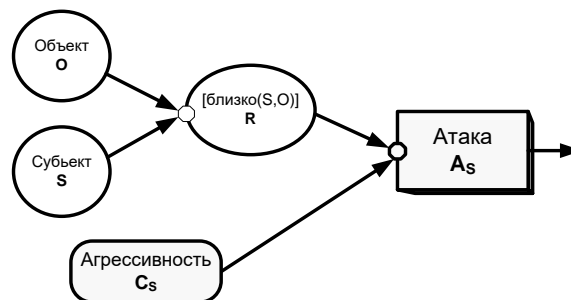 Объект
O
Субьект
S
[близко(S,O)]
R
Атака
As
Агрессивность
Cs